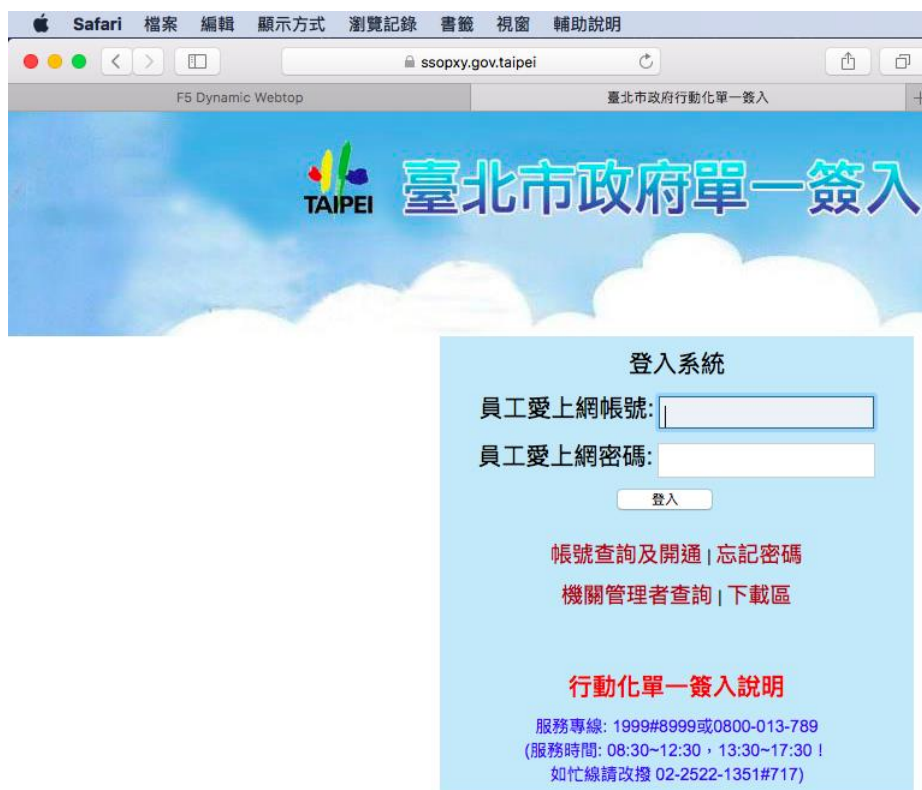 Safari 檔案 編輯 顯示方式 瀏覽記錄 書籤 視窗 輔助說明
ssopxy.gov.taipei
F5 Dynamic Webtop 臺北市政府行動化單一簽入
TAIPEI 臺北市政府單一簽入
登入系統
員工愛上網帳號:
員工愛上網密碼:
登入
帳號查詢及開通 | 忘記密碼
機關管理者查詢 | 下載區
行動化單一簽入說明
服務專線: 1999#8999或0800-013-789
(服務時間: 08:30~12:30，13:30~17:30！
如忙線請改撥 02-2522-1351#717)